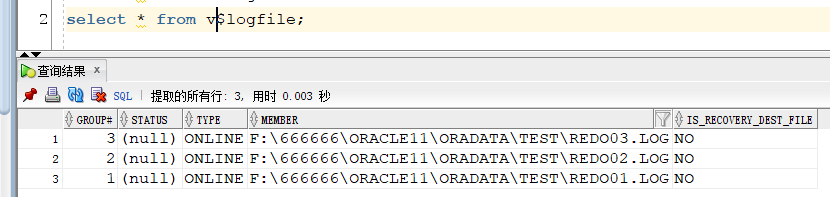 2 select * from v$logfile;
查询结果 x
SQL | 提取的所有行: 3, 用时 0.003 秒
GROUP# STATUS TYPE MEMBER IS_RECOVERY_DEST_FILE
1 3 (null) ONLINE F:\666666\ORACLE11\ORADATA\TEST\REDO03.LOG NO
2 2 (null) ONLINE F:\666666\ORACLE11\ORADATA\TEST\REDO02.LOG NO
3 1 (null) ONLINE F:\666666\ORACLE11\ORADATA\TEST\REDO01.LOG NO